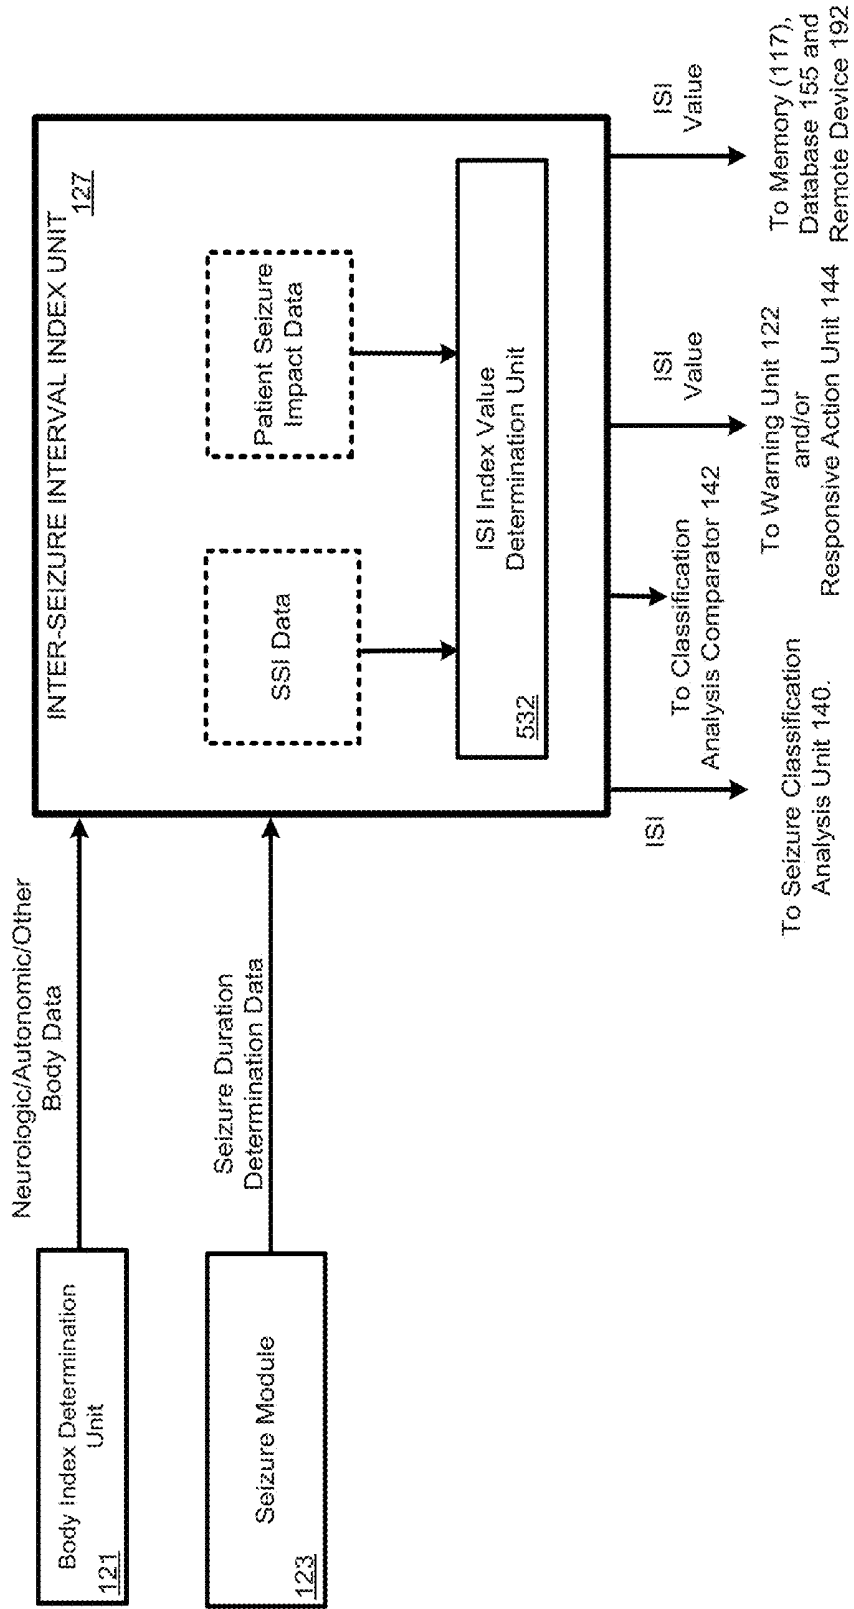 Body Index Determination
Unit
121
Seizure Module
123
Neurologic/Autonomic/Other
Body Data
Seizure Duration
Determination Data
INTER-SEIZURE INTERVAL INDEX UNIT
127
SSI Data
Patient Seizure
Impact Data
ISI Index Value
Determination Unit
532
ISI
To Seizure Classification
Analysis Unit 140.
To Classification
Analysis Comparator 142
ISI
Value
To Warning Unit 122
and/or
Responsive Action Unit 144
ISI
Value
To Memory (117),
Database 155 and
Remote Device 192